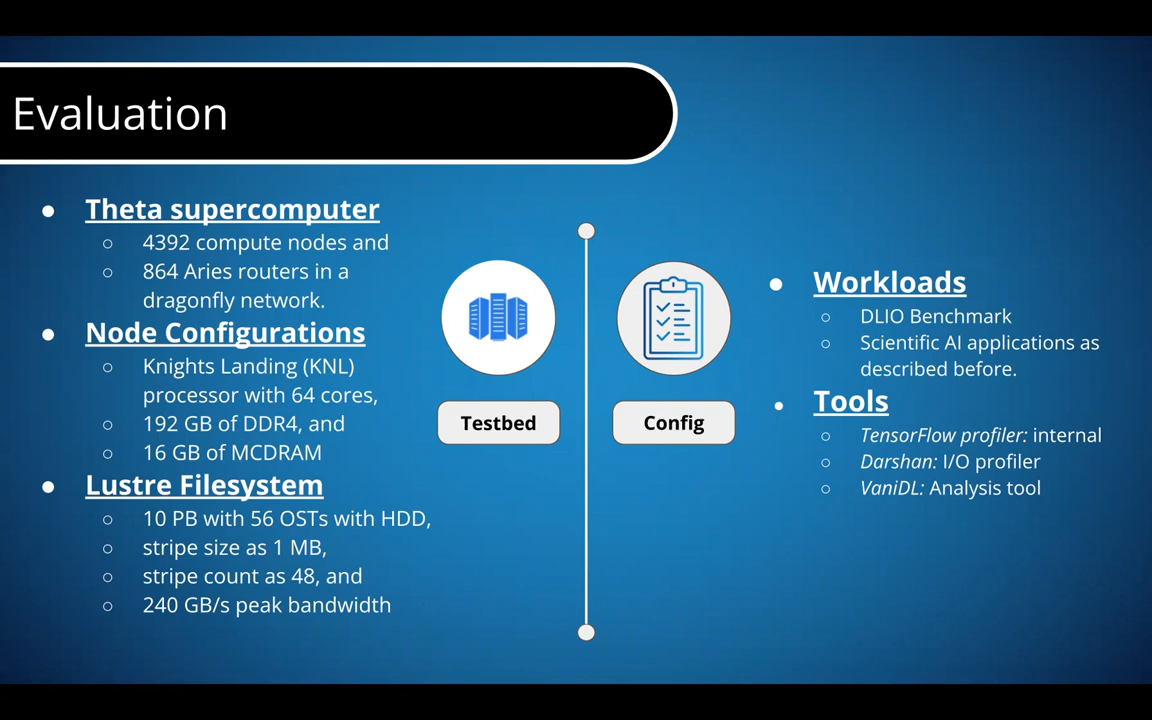 Evaluation
● Theta supercomputer
○ 4392 compute nodes and
○ 864 Aries routers in a
dragonfly network.
● Node Configurations
○ Knights Landing (KNL)
processor with 64 cores,
○ 192 GB of DDR4, and
○ 16 GB of MCDRAM
● Lustre Filesystem
○ 10 PB with 56 OSTs with HDD,
○ stripe size as 1 MB,
○ stripe count as 48, and
○ 240 GB/s peak bandwidth
Testbed
Config
● Workloads
○ DLIO Benchmark
○ Scientific AI applications as
described before.
● Tools
○ TensorFlow profiler: internal
○ Darshan: I/O profiler
○ VaniDL: Analysis tool